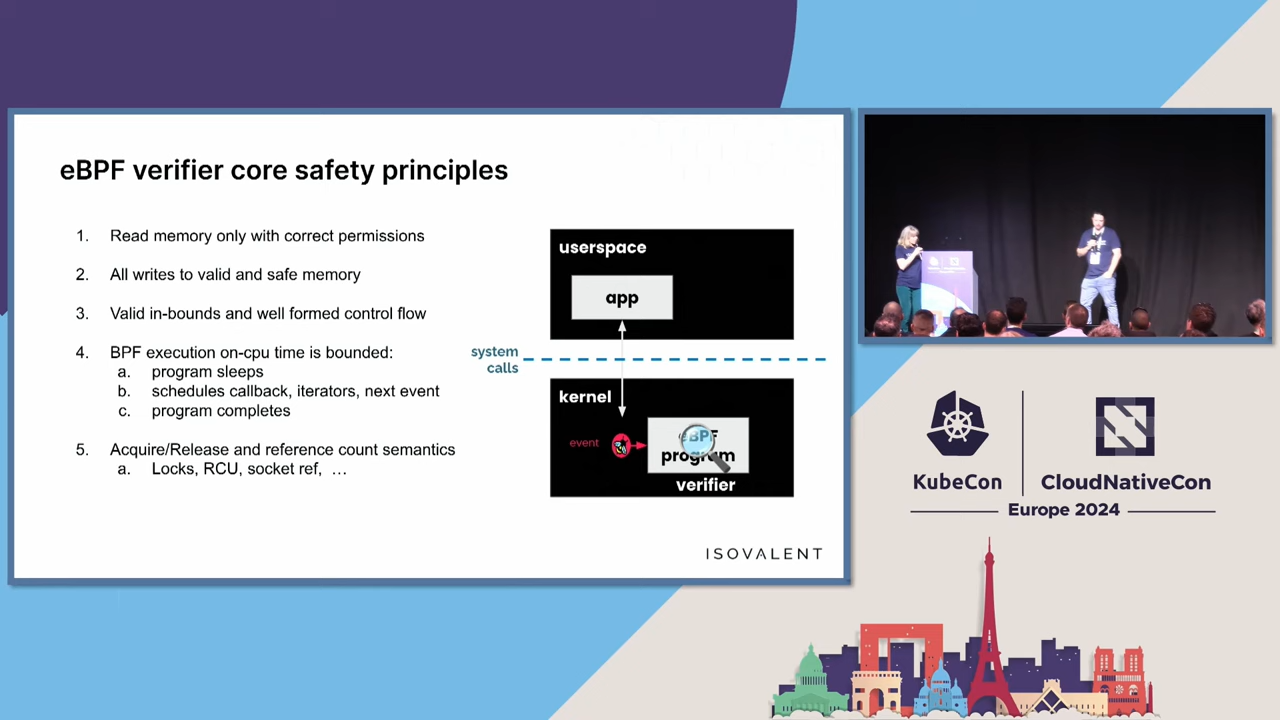 eBPF verifier core safety principles
1. Read memory only with correct permissions
2. All writes to valid and safe memory
3. Valid in-bounds and well formed control flow
4. BPF execution on-cpu time is bounded:
a. program sleeps
b. schedules callback, iterators, next event
c. program completes
5. Acquire/Release and reference count semantics
a. Locks, RCU, socket ref, …
userspace
app
system
calls
kernel
event
eBPF
program
verifier
ISOVALENT
KubeCon
CloudNativeCon
Europe 2024